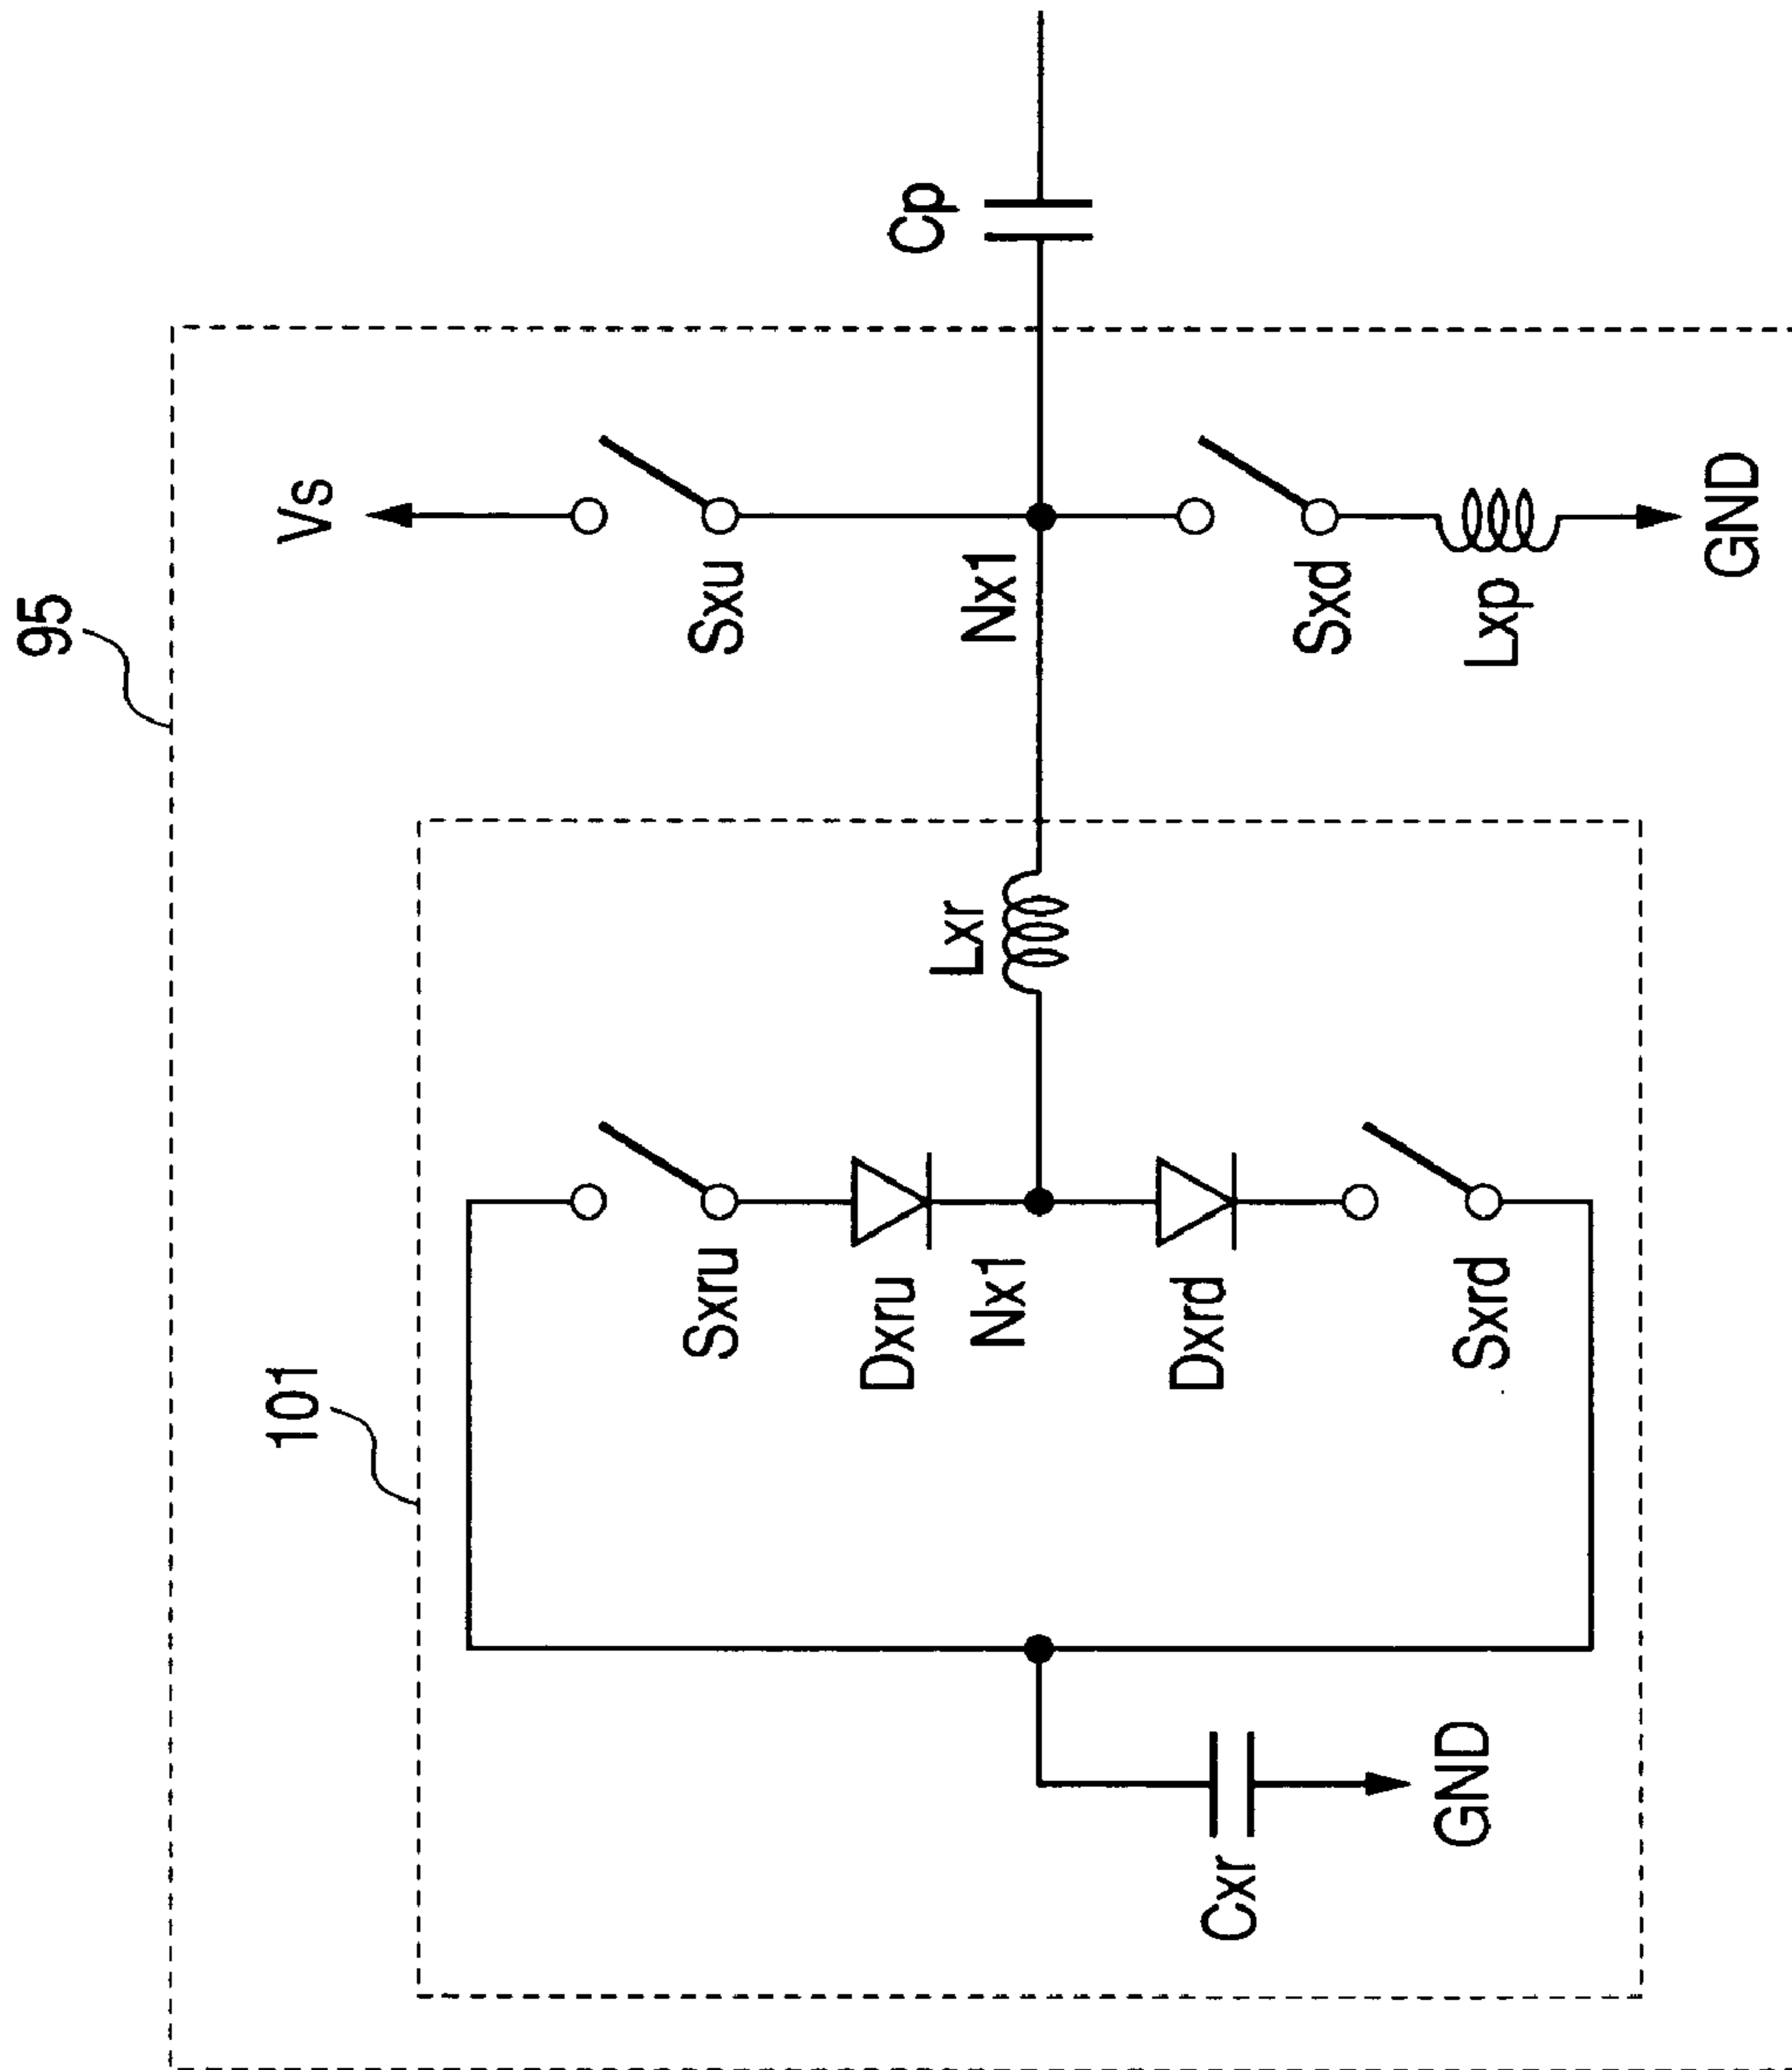 95
101
Vs
Sxu
Nx1
Cp
Sxd
Lxp
GND
Lxr
Sxru
Dxru
Nx1
Dxrd
Sxrd
Cxr
GND